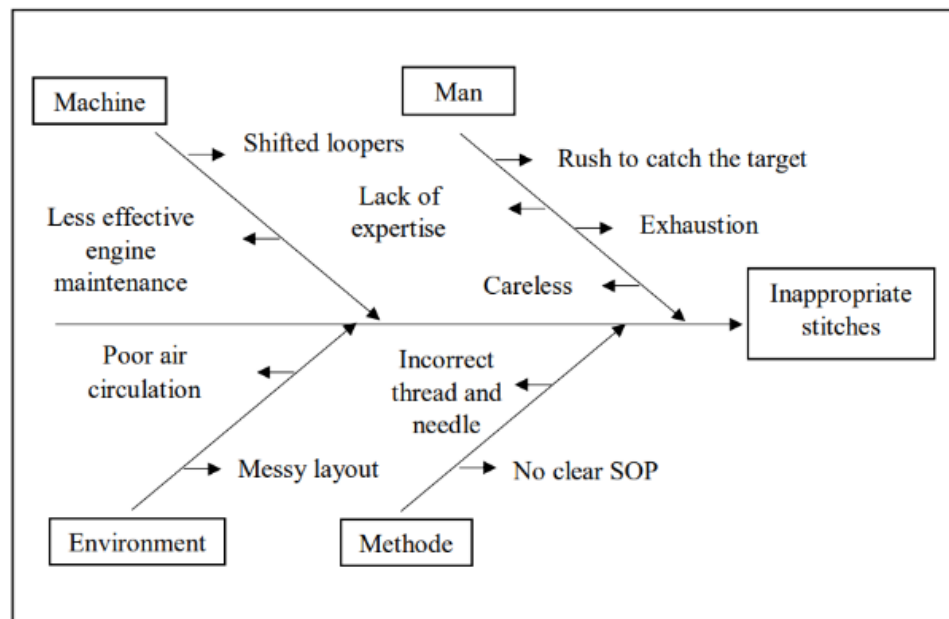 Machine
Man
Shifted loopers
Rush to catch the target
Lack of
expertise
Less effective
engine
maintenance
Exhaustion
Careless
Inappropriate
stitches
Poor air
circulation
Incorrect
thread and
needle
Messy layout
No clear SOP
Environment
Methode